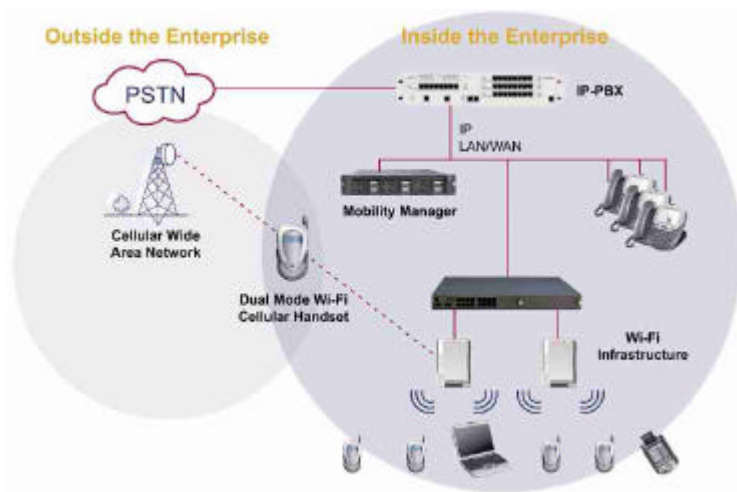 Outside the Enterprise
Inside the Enterprise
PSTN
IP-PBX
IP
LAN/WAN
Mobility Manager
Cellular Wide
Area Network
Dual Mode Wi-Fi
Cellular Handset
Wi-Fi
Infrastructure